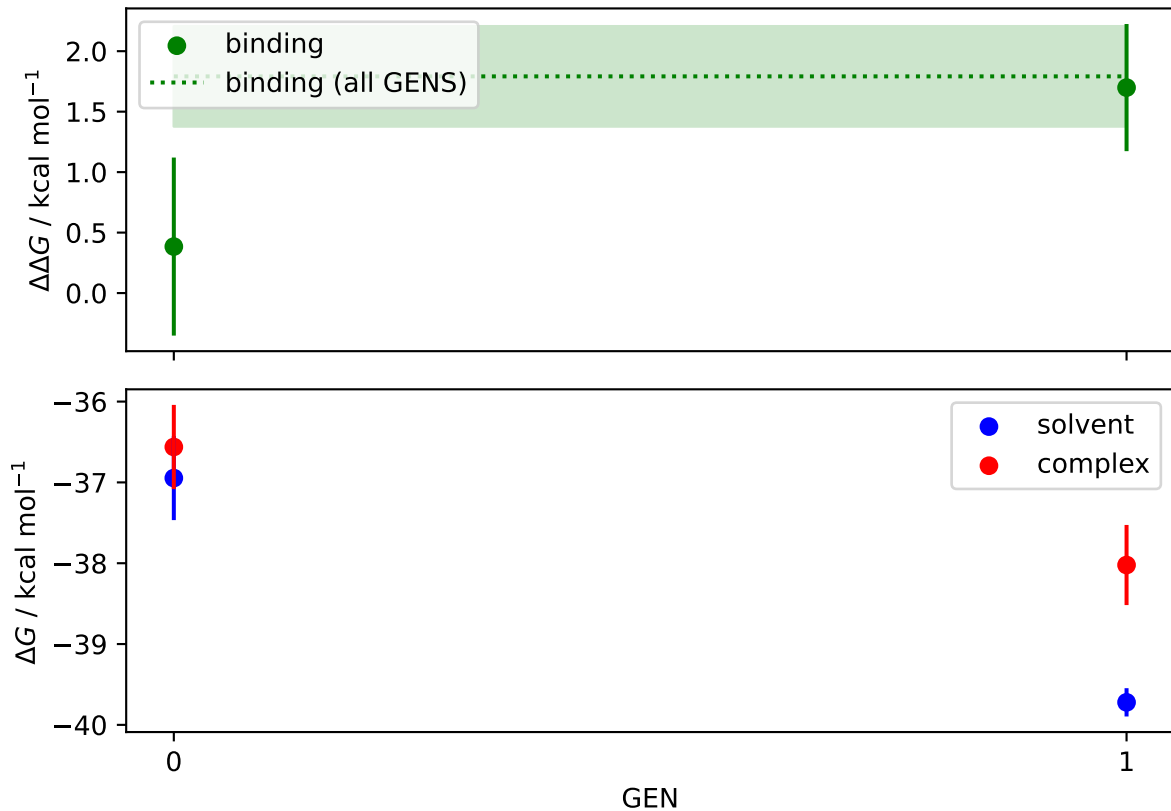 ΔΔG / kcal mol⁻¹
2.0
1.5
1.0
0.5
0.0
binding
binding (all GENS)
ΔG / kcal mol⁻¹
−36
−37
−38
−39
−40
solvent
complex
0
1
GEN